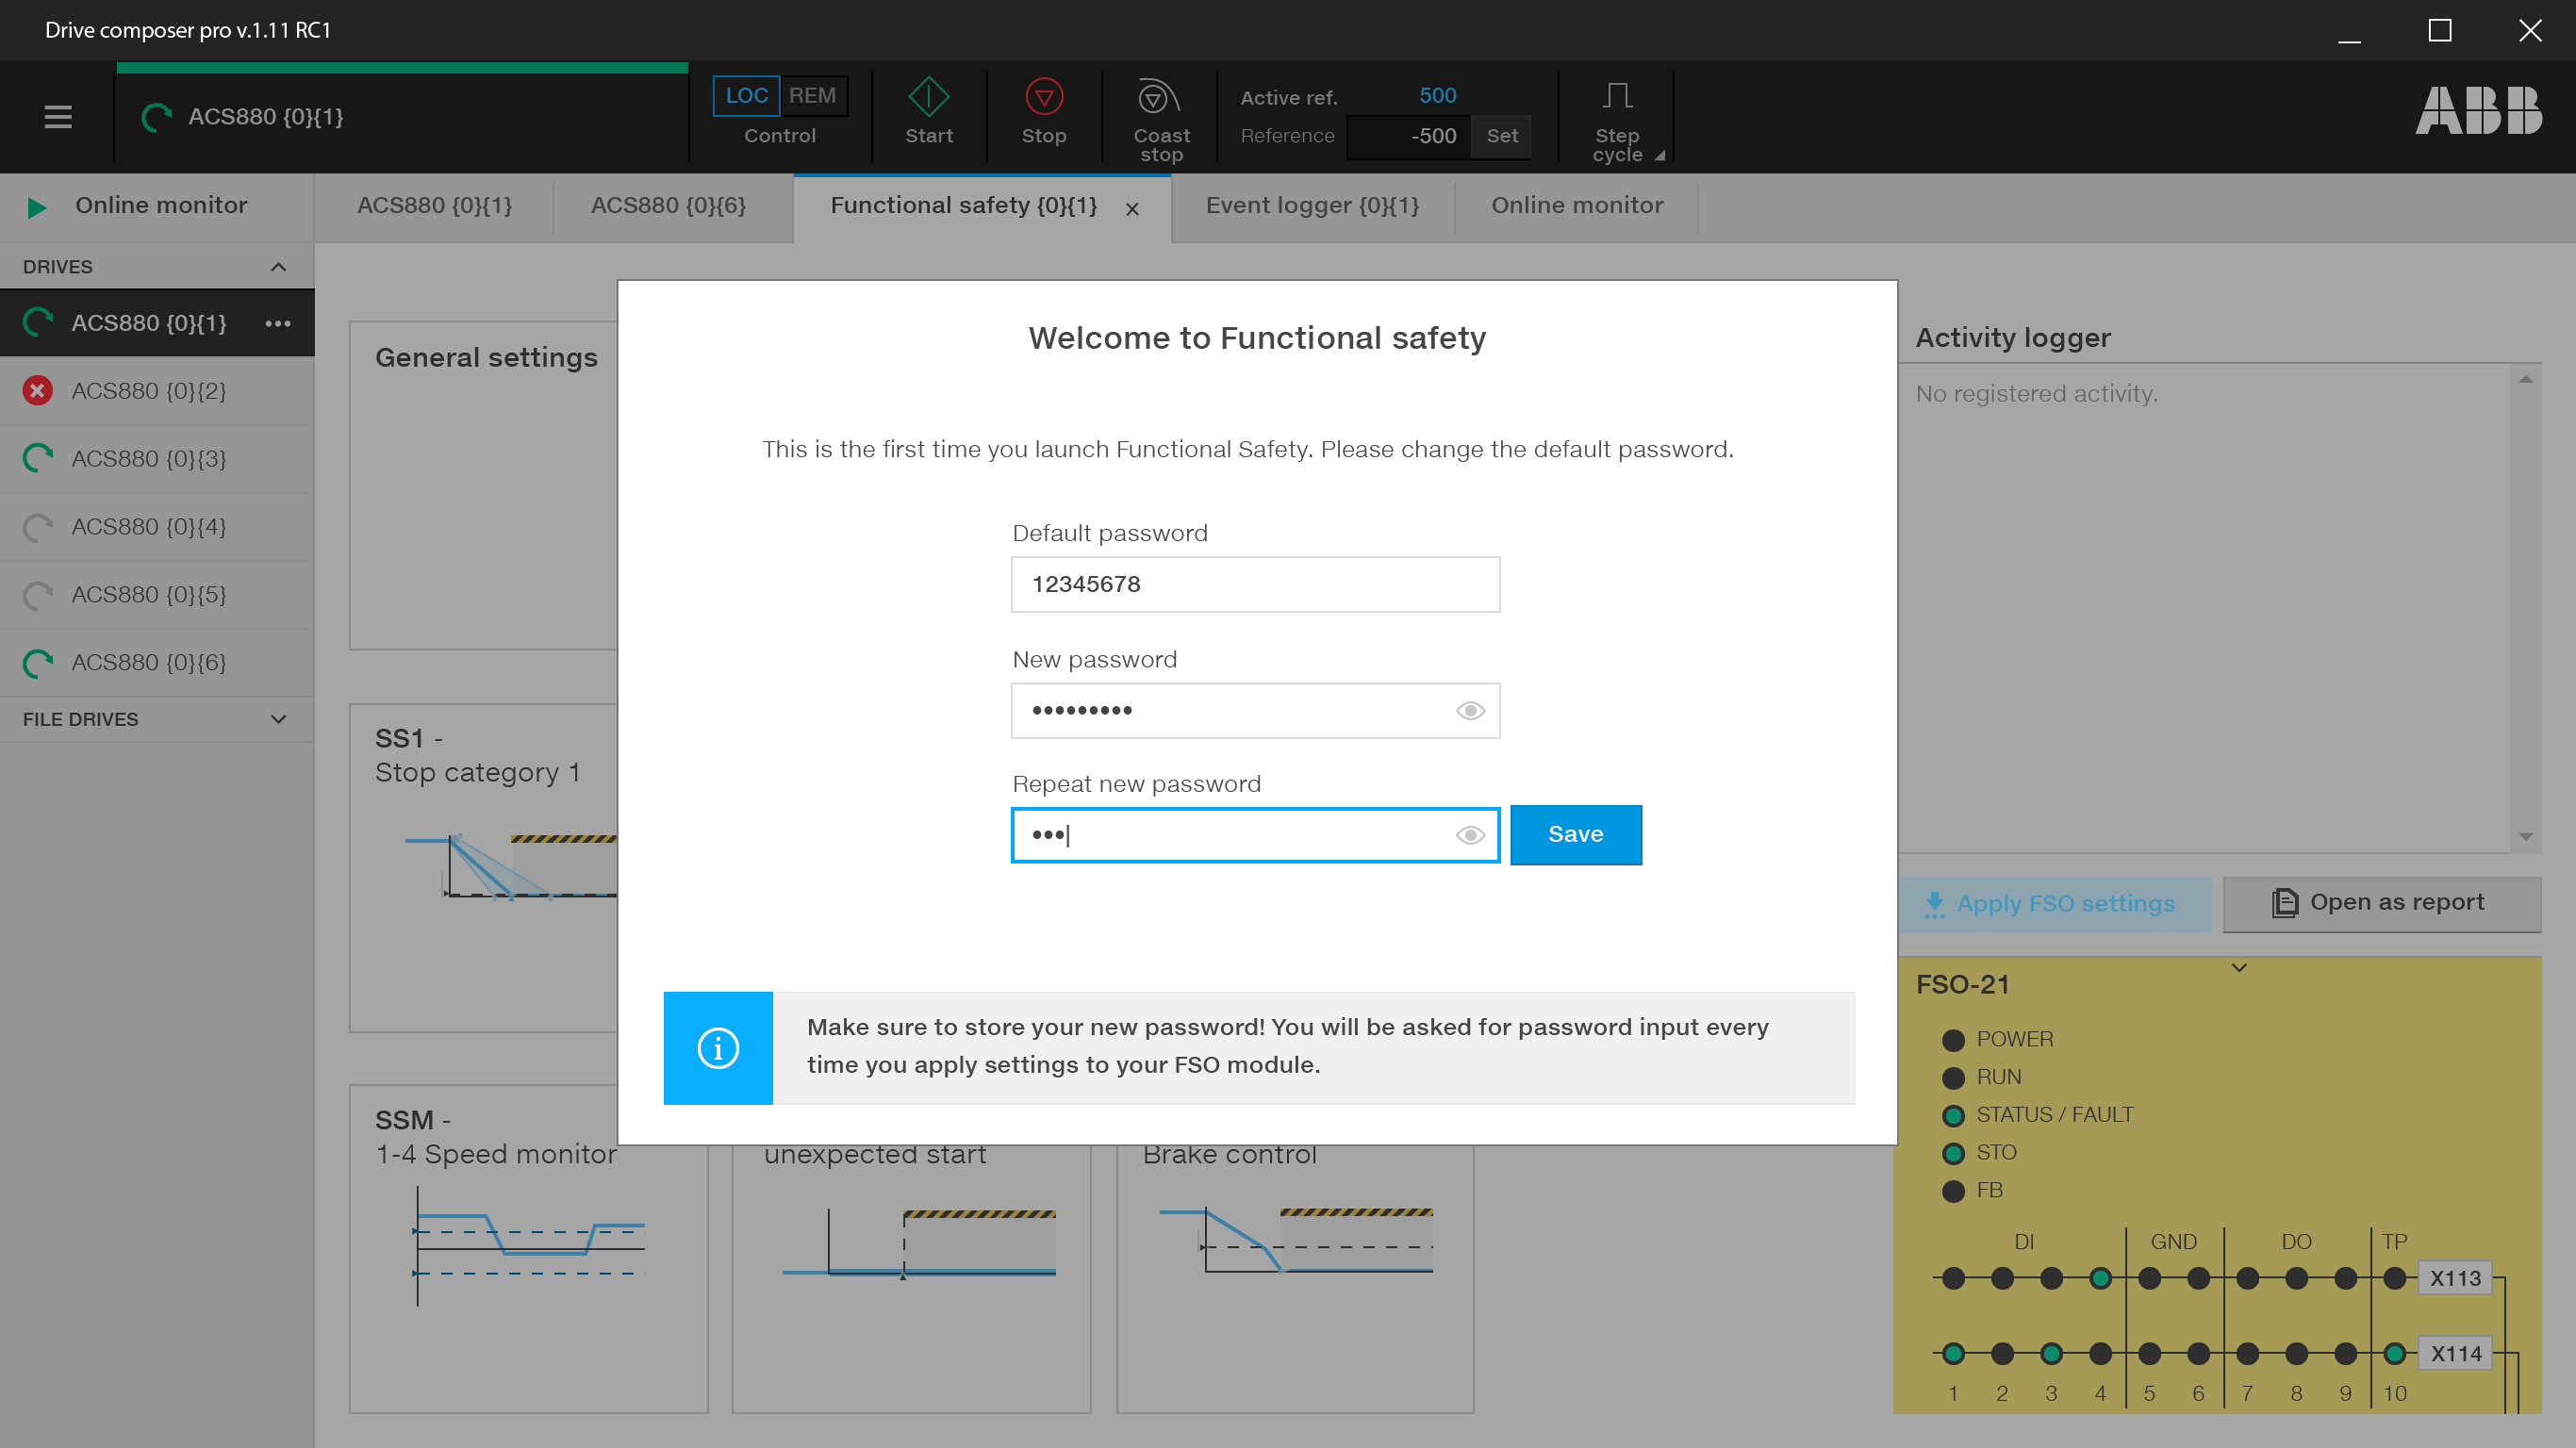 Drive composer pro v.1.11 RC1
ACS880 {0}{1}
LOC REM
Control
Start
Stop
Coast
stop
Active ref. 500
Reference -500 Set
Step
cycle
ABB
Online monitor
ACS880 {0}{1}
ACS880 {0}{6}
Functional safety {0}{1}
Event logger {0}{1}
Online monitor
DRIVES
ACS880 {0}{1}
ACS880 {0}{2}
ACS880 {0}{3}
ACS880 {0}{4}
ACS880 {0}{5}
ACS880 {0}{6}
FILE DRIVES
General settings
SS1 -
Stop category 1
SSM -
1-4 Speed monitor
unexpected start
Brake control
Welcome to Functional safety
This is the first time you launch Functional Safety. Please change the default password.
Default password
12345678
New password
•••••••••
Repeat new password
•••
Save
Make sure to store your new password! You will be asked for password input every
time you apply settings to your FSO module.
Activity logger
No registered activity.
Apply FSO settings
Open as report
FSO-21
POWER
RUN
STATUS / FAULT
STO
FB
DI GND DO TP
X113
X114
1 2 3 4 5 6 7 8 9 10